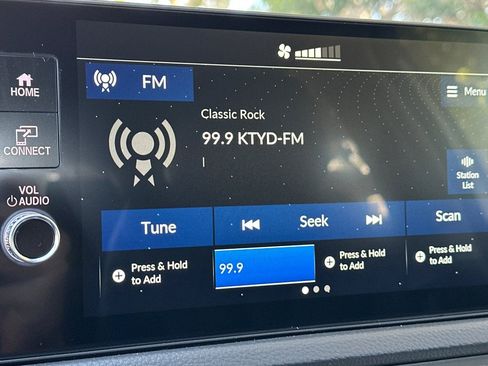 FM
HOME
Classic Rock
Menu
99.9 KTYD-FM
CONNECT
Station
List
VOL
AUDIO
Tune
Seek
Scan
Press & Hold
to Add
99.9
Press & Hold
to Add
Press & Hold
to Add